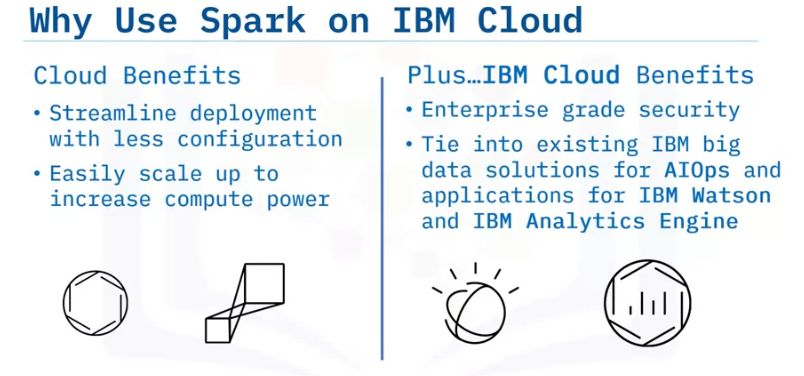 Why Use Spark on IBM Cloud
Cloud Benefits
• Streamline deployment
with less configuration
• Easily scale up to
increase compute power
Plus…IBM Cloud Benefits
• Enterprise grade security
• Tie into existing IBM big
data solutions for AIOps and
applications for IBM Watson
and IBM Analytics Engine